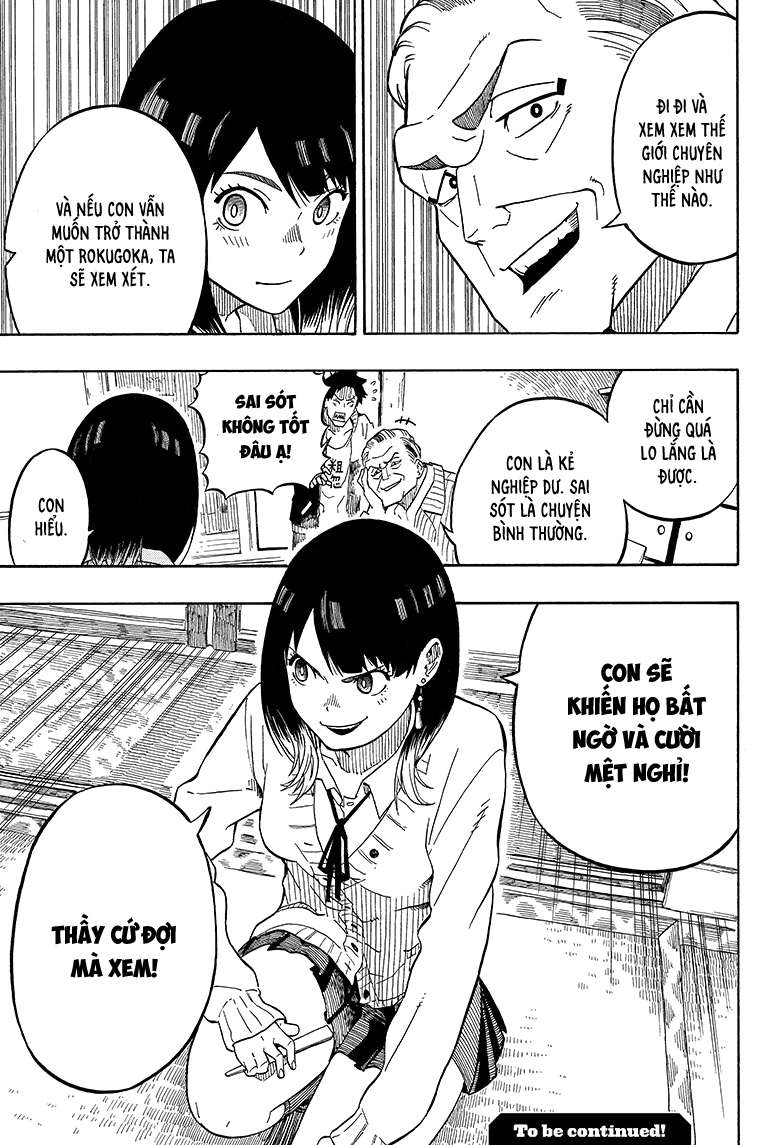 ĐI ĐI VÀ
XEM XEM THẾ
GIỚI CHUYÊN
NGHIỆP NHƯ
THẾ NÀO.
VÀ NẾU CON VẪN
MUỐN TRỞ THÀNH
MỘT ROKUGOKA, TA
SẼ XEM XÉT.
CHỈ CẦN
ĐỪNG QUÁ
LO LẮNG LÀ
ĐƯỢC.
CON LÀ KẺ
NGHIỆP DƯ. SAI
SÓT LÀ CHUYỆN
BÌNH THƯỜNG.
SAI SÓT
KHÔNG TỐT
ĐÂU Ạ!
粗忽
CON
HIỂU.
CON SẼ
KHIẾN HỌ BẤT
NGỜ VÀ CƯỜI
MỆT NGHỈ!
THẦY CỨ ĐỢI
MÀ XEM!
To be continued!